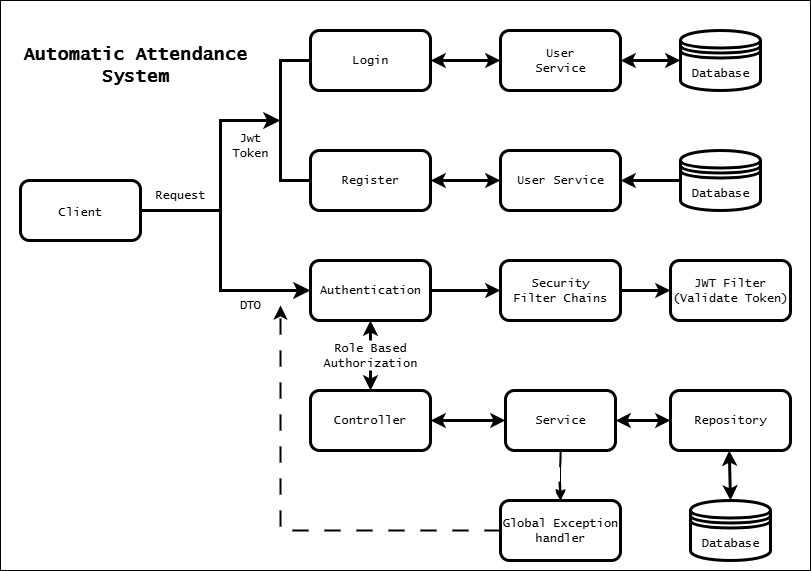 Automatic Attendance
System
Login
User
Service
Database
Jwt
Token
Request
Client
Register
User Service
Database
DTO
Authentication
Security
Filter Chains
JWT Filter
(Validate Token)
Role Based
Authorization
Controller
Service
Repository
Global Exception
handler
Database